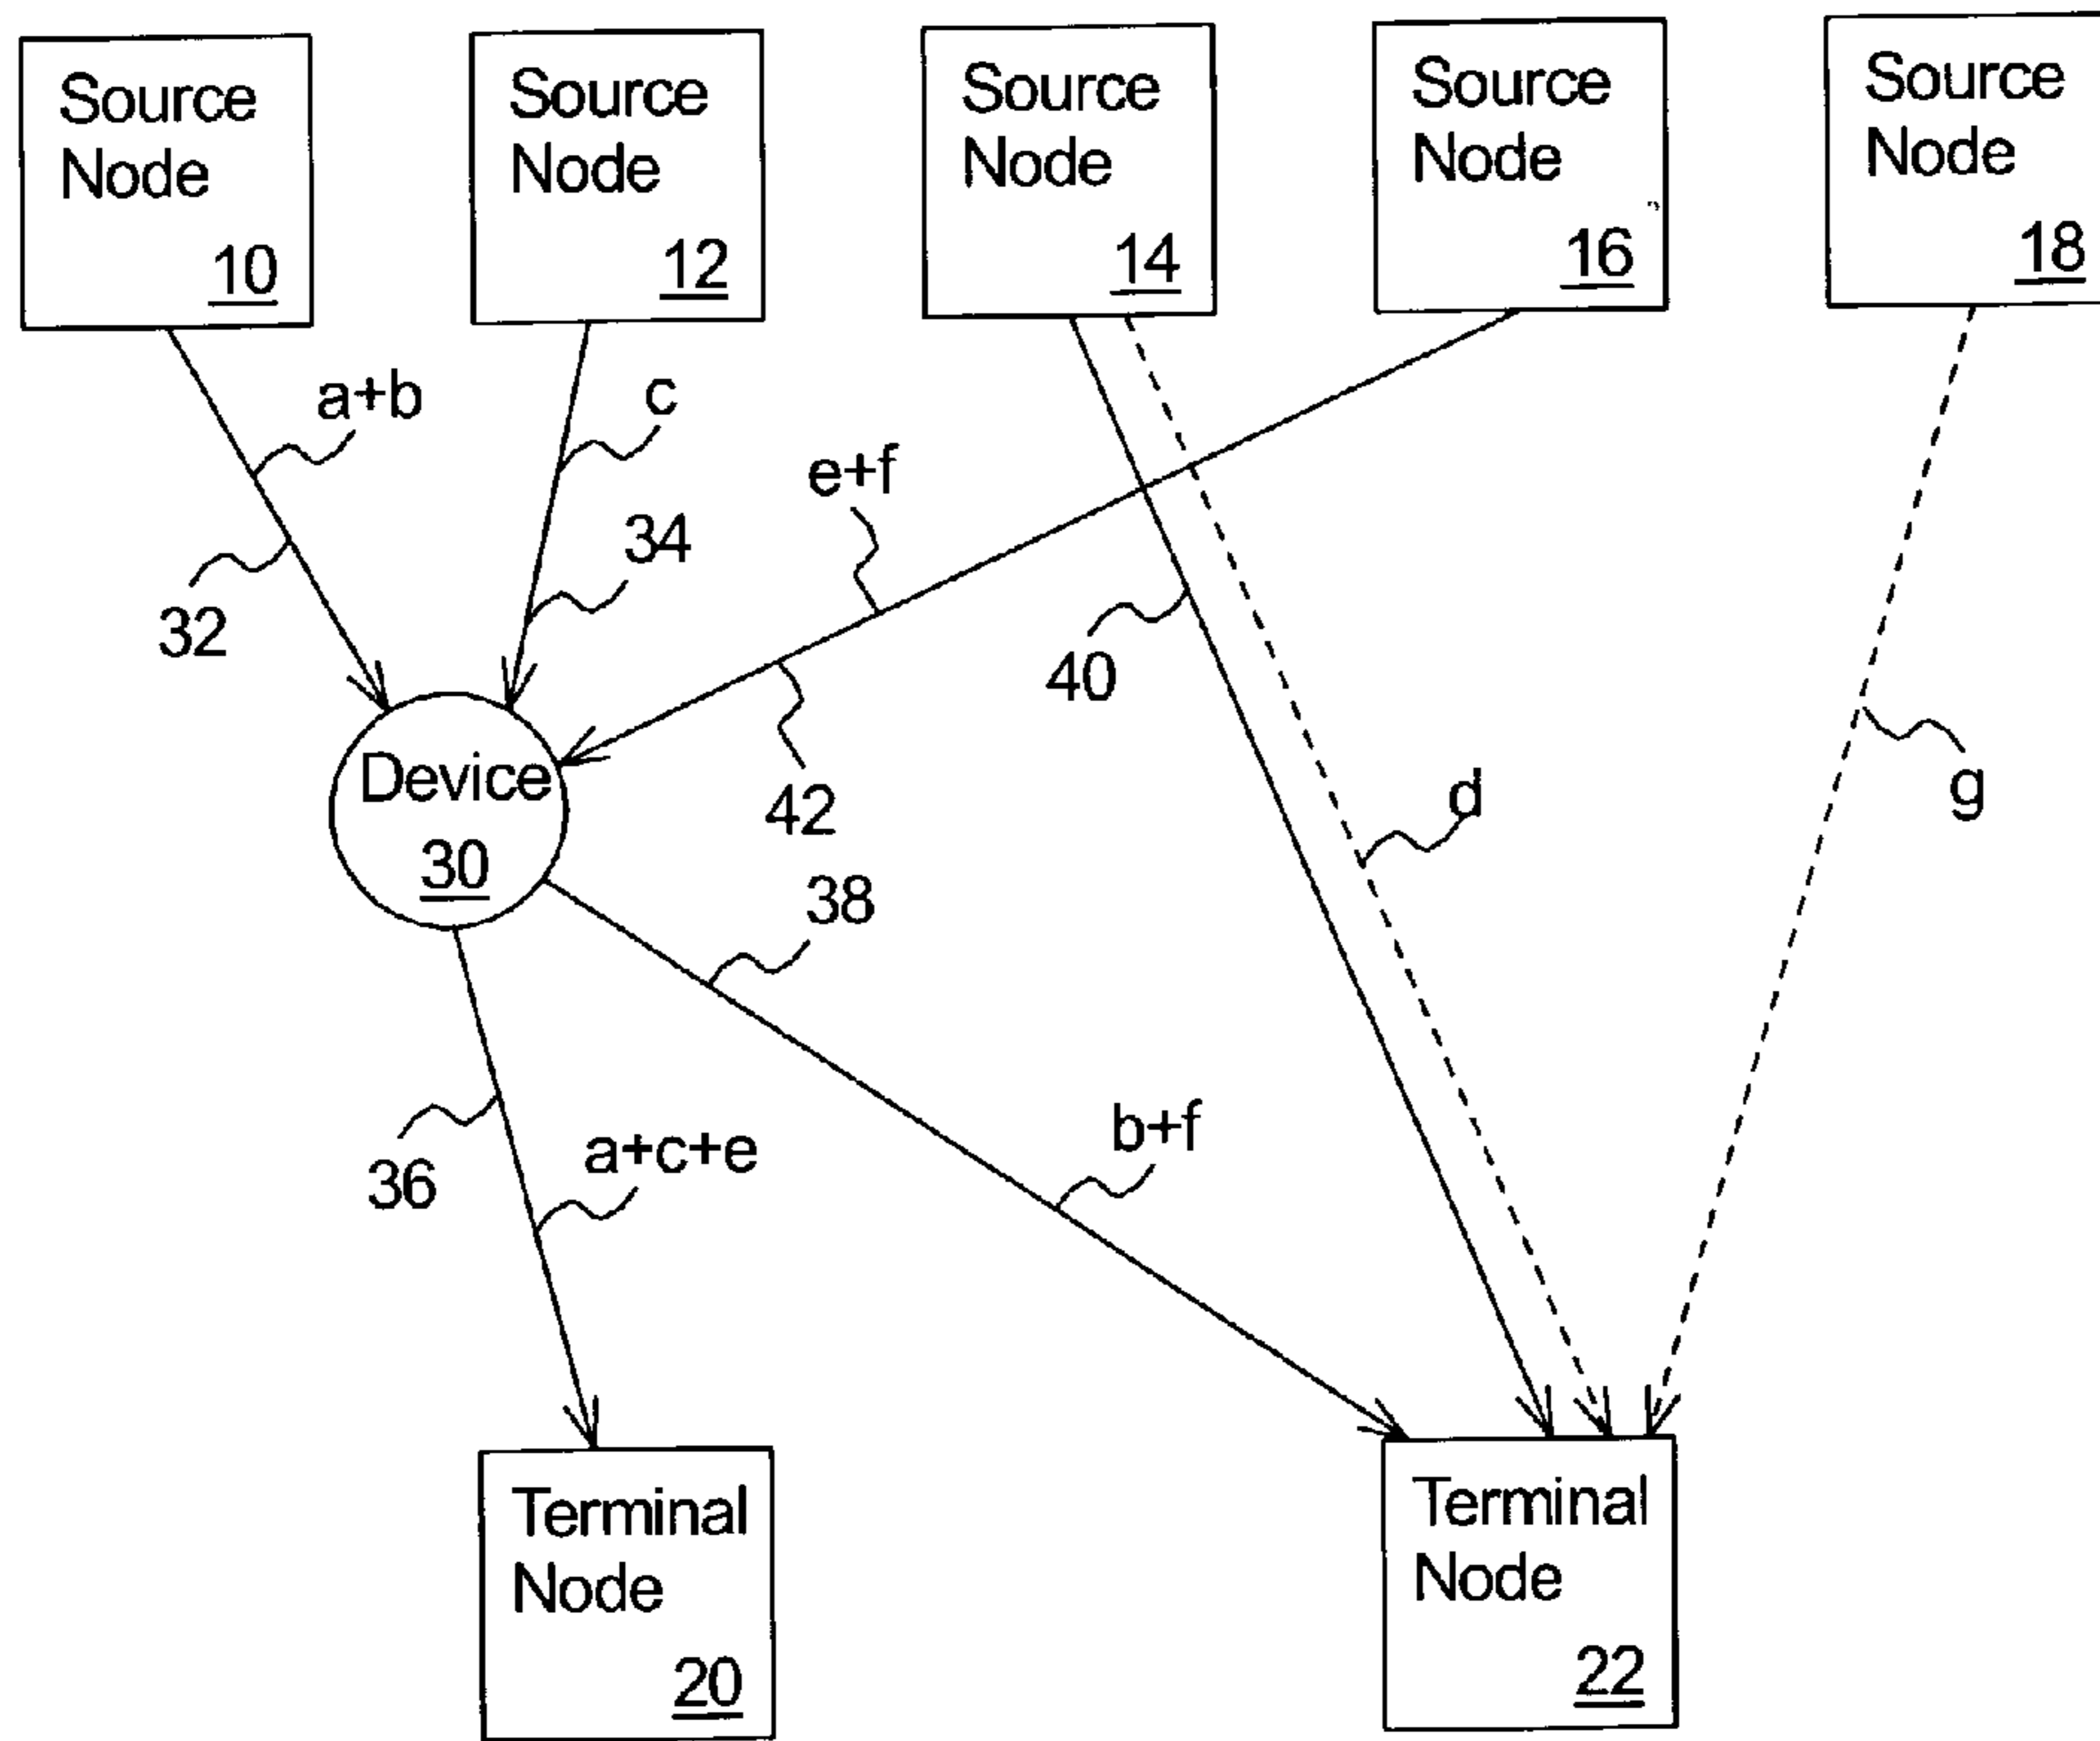 Source
Node
10
Source
Node
12
Source
Node
14
Source
Node
16
Source
Node
18
a+b
c
e+f
34
32
40
42
d
g
Device
30
38
36
a+c+e
b+f
Terminal
Node
20
Terminal
Node
22